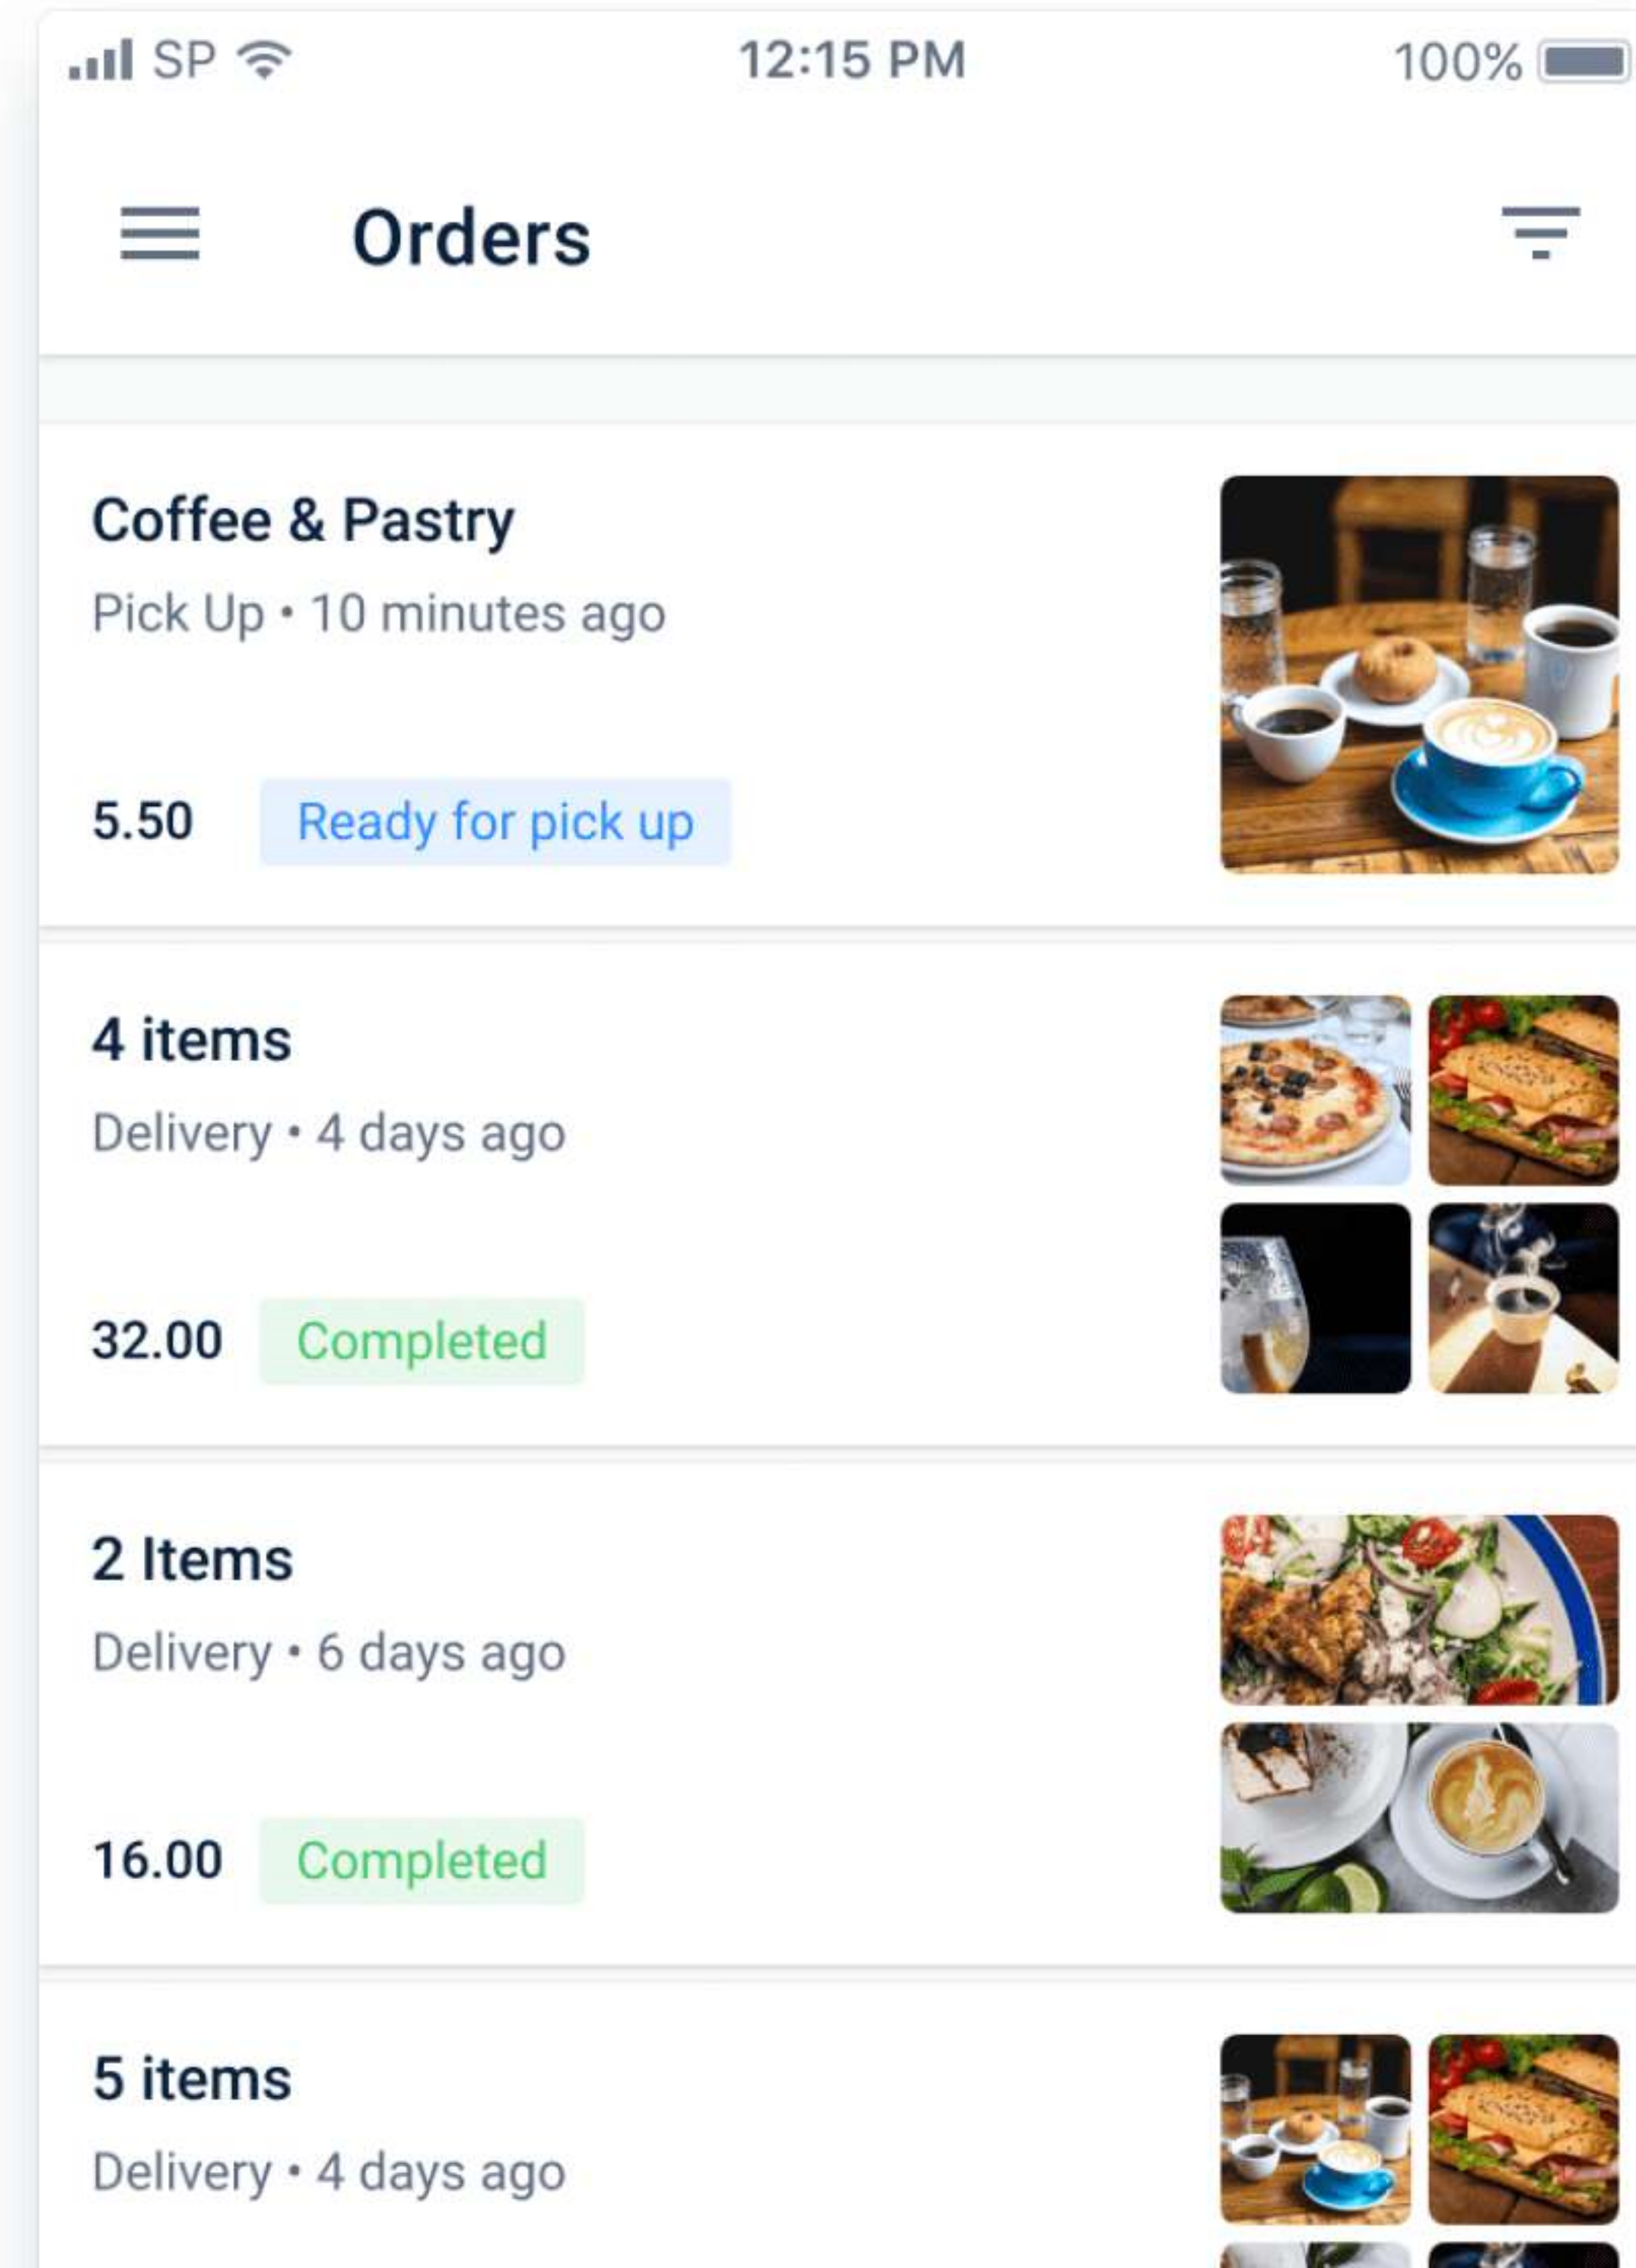 SP 12:15 PM 100%
Orders
Coffee & Pastry
Pick Up • 10 minutes ago
5.50 Ready for pick up
4 items
Delivery • 4 days ago
32.00 Completed
2 Items
Delivery • 6 days ago
16.00 Completed
5 items
Delivery • 4 days ago